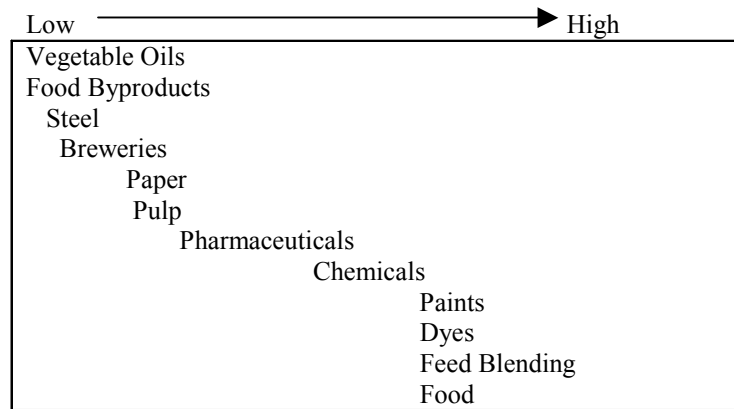 Low High
Vegetable Oils
Food Byproducts
Steel
Breweries
Paper
Pulp
Pharmaceuticals
Chemicals
Paints
Dyes
Feed Blending
Food